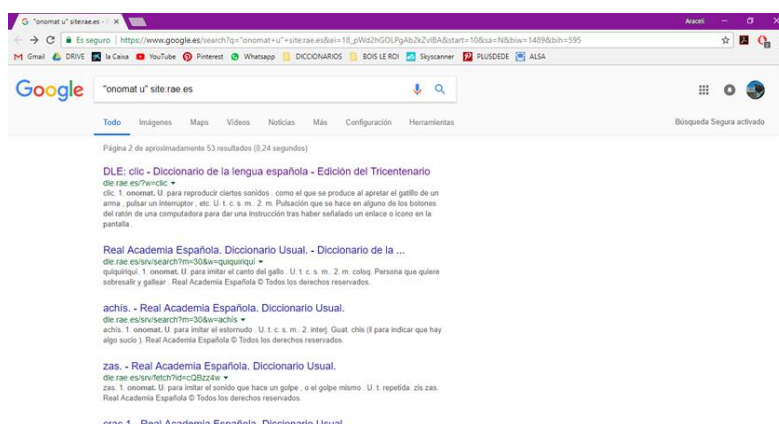 "onomat u" site:rae.es - 
Araceli
Es seguro | https://www.google.es/search?q="onomat+u"+site:rae.es&ei=18_pWd2hGOLPgAb2kZvIBA&start=10&sa=N&biw=1489&bih=595
Gmail DRIVE la Caixa YouTube Pinterest Whatsapp DICCIONARIOS BOIS LE ROI Skyscanner PLUSDEDE ALSA
Google "onomat u" site:rae.es
Todo Imágenes Maps Vídeos Noticias Más Configuración Herramientas Búsqueda Segura activado
Página 2 de aproximadamente 53 resultados (0,24 segundos)
DLE: clic - Diccionario de la lengua española - Edición del Tricentenario
dle.rae.es/?w=clic
clic. 1. onomat. U. para reproducir ciertos sonidos , como el que se produce al apretar el gatillo de un
arma , pulsar un interruptor , etc. U. t. c. s. m.. 2. m. Pulsación que se hace en alguno de los botones
del ratón de una computadora para dar una instrucción tras haber señalado un enlace o icono en la
pantalla .
Real Academia Española. Diccionario Usual. - Diccionario de la ...
dle.rae.es/srv/search?m=30&w=quiquiriquí
quiquiriquí. 1. onomat. U. para imitar el canto del gallo . U. t. c. s. m.. 2. m. coloq. Persona que quiere
sobresalir y gallear . Real Academia Española © Todos los derechos reservados.
achís. - Real Academia Española. Diccionario Usual.
dle.rae.es/srv/search?m=30&w=achís
achís. 1. onomat. U. para imitar el estornudo . U. t. c. s. m.. 2. interj. Guat. chis (ǁ para indicar que hay
algo sucio ). Real Academia Española © Todos los derechos reservados.
zas. - Real Academia Española. Diccionario Usual.
dle.rae.es/srv/fetch?id=cQBzz4w
zas. 1. onomat. U. para imitar el sonido que hace un golpe , o el golpe mismo . U. t. repetida. zis zas.
Real Academia Española © Todos los derechos reservados.
crac 1. - Real Academia Española. Diccionario Usual.